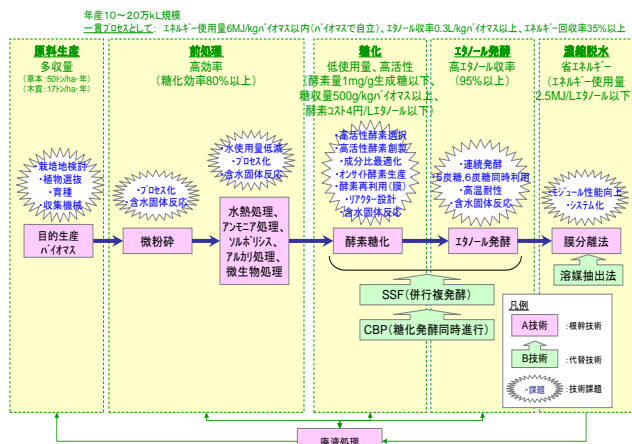 年産10～20万kL規模
一貫プロセスとして: エネルギー使用量6MJ/kgバイオマス以内(バイオマスで自立)、エタノール収率0.3L/kgバイオマス以上、エネルギー回収率35%以上
原料生産
多収量
(草本:50トン/ha・年)
(木質:17トン/ha・年)
前処理
高効率
(糖化効率80%以上)
糖化
低使用量、高活性
(酵素量1mg/g生成糖以下、
糖収量500g/kgバイオマス以上、
酵素コスト4円/Lエタノール以下)
エタノール発酵
高エタノール収率
(95%以上)
濃縮脱水
省エネルギー
(エネルギー使用量
2.5MJ/Lエタノール以下)
・栽培地検討
・植物選抜
・育種
・収集機械
・プロセス化
・含水固体反応
・水使用量低減
・プロセス化
・含水固体反応
・高活性酵素選択
・高活性酵素創製
・成分比最適化
・オンサイト酵素生産
・酵素再利用(膜)
・リアクター設計
・含水固体反応
・連続発酵
・5炭糖,6炭糖同時利用
・高温耐性
・含水固体反応
・モジュール性能向上
・システム化
目的生産
バイオマス
微粉砕
水熱処理、
アンモニア処理、
ソルボリシス、
アルカリ処理、
微生物処理
酵素糖化
エタノール発酵
膜分離法
溶媒抽出法
SSF(併行複発酵)
CBP(糖化発酵同時進行)
凡例
A技術
:根幹技術
B技術
:代替技術
・課題
:技術課題
廃液処理